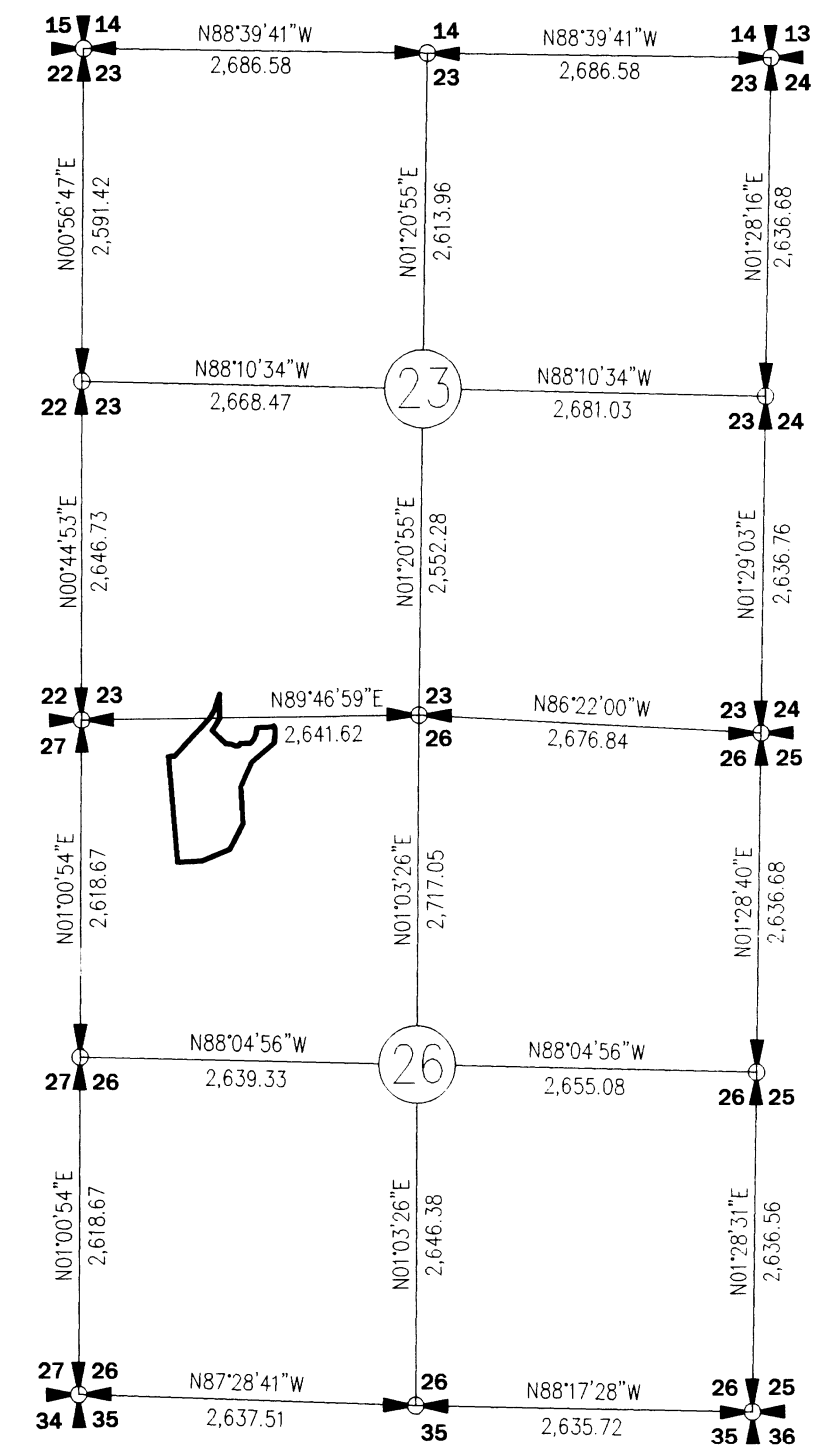 15 14
N88°39'41"W
14
N88°39'41"W
14 13
22 23
2,686.58
23
2,686.58
23 24
N00°56'47"E
2,591.42
N01°20'55"E
2,613.96
N01°28'16"E
2,636.68
N88°10'34"W
23
N88°10'34"W
22 23
2,668.47
2,681.03
23 24
N00°44'53"E
2,646.73
N01°20'55"E
2,552.28
N01°29'03"E
2,636.76
22 23
N89°46'59"E
23
N86°22'00"W
23 24
27
2,641.62
26
2,676.84
26 25
N01°00'54"E
2,618.67
N01°03'26"E
2,717.05
N01°28'40"E
2,636.68
N88°04'56"W
26
N88°04'56"W
27 26
2,639.33
2,655.08
26 25
N01°00'54"E
2,618.67
N01°03'26"E
2,646.38
N01°28'31"E
2,636.56
27 26
N87°28'41"W
26
N88°17'28"W
26 25
34 35
2,637.51
35
2,635.72
35 36